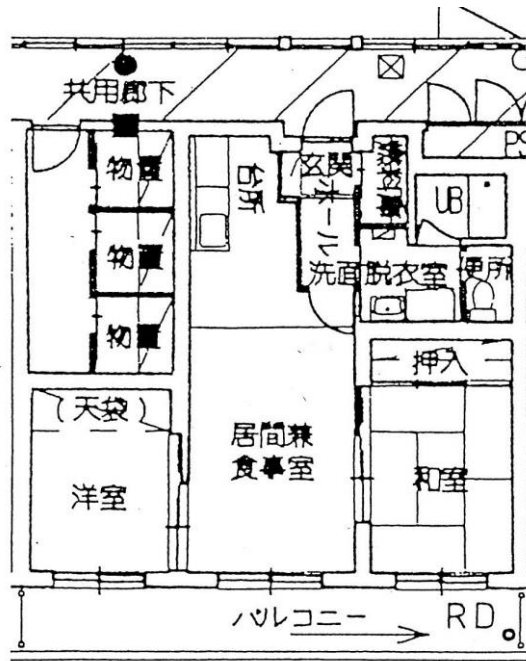 共用廊下
物置
台所
玄関
PS
ホール
UB
物置
洗面脱衣室
便所
物置
押入
(天袋)
居間兼
食事室
洋室
和室
バルコニー
RD